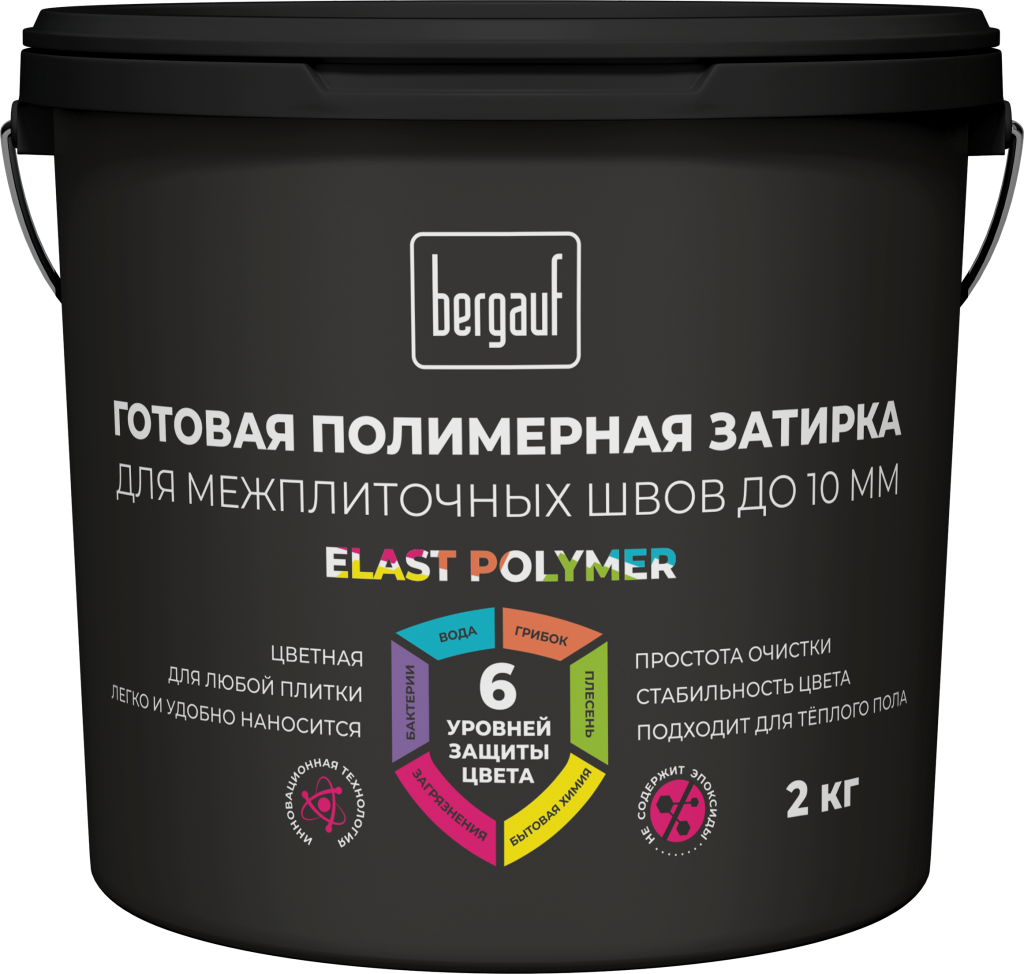 bergauf
ГОТОВАЯ ПОЛИМЕРНАЯ ЗАТИРКА
ДЛЯ МЕЖПЛИТОЧНЫХ ШВОВ ДО 10 ММ
ELAST POLYMER
ЦВЕТНАЯ
ДЛЯ ЛЮБОЙ ПЛИТКИ
ЛЕГКО И УДОБНО НАНОСИТСЯ
ВОДА
ГРИБОК
БАКТЕРИИ
ПЛЕСЕНЬ
6
УРОВНЕЙ
ЗАЩИТЫ
ЦВЕТА
ЗАГРЯЗНЕНИЯ
БЫТОВАЯ ХИМИЯ
ПРОСТОТА ОЧИСТКИ
СТАБИЛЬНОСТЬ ЦВЕТА
ПОДХОДИТ ДЛЯ ТЁПЛОГО ПОЛА
ИННОВАЦИОННАЯ ТЕХНОЛОГИЯ
НЕ СОДЕРЖИТ ЭПОКСИДЫ
2 КГ